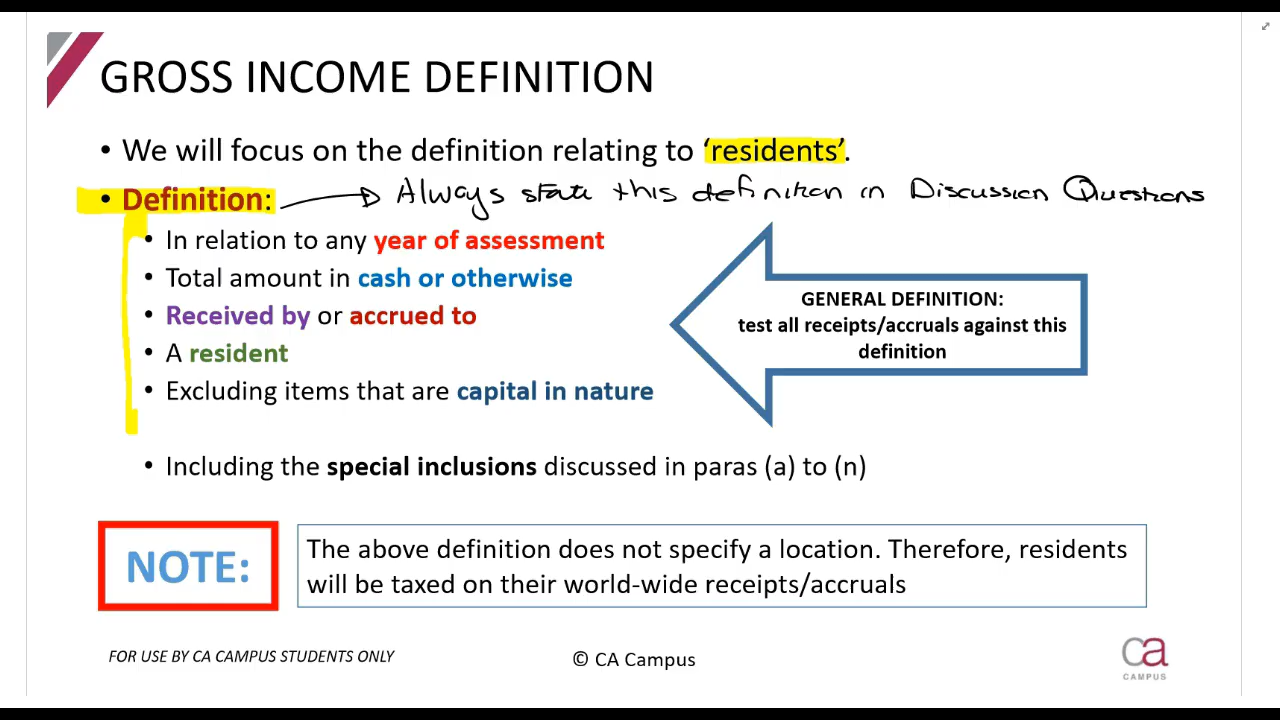 GROSS INCOME DEFINITION
• We will focus on the definition relating to ‘residents’.
• Definition: → Always state this definition in Discussion Questions
• In relation to any year of assessment
• Total amount in cash or otherwise
• Received by or accrued to
• A resident
• Excluding items that are capital in nature
GENERAL DEFINITION:
test all receipts/accruals against this
definition
• Including the special inclusions discussed in paras (a) to (n)
NOTE:
The above definition does not specify a location. Therefore, residents
will be taxed on their world-wide receipts/accruals
FOR USE BY CA CAMPUS STUDENTS ONLY
© CA Campus
ca
CAMPUS